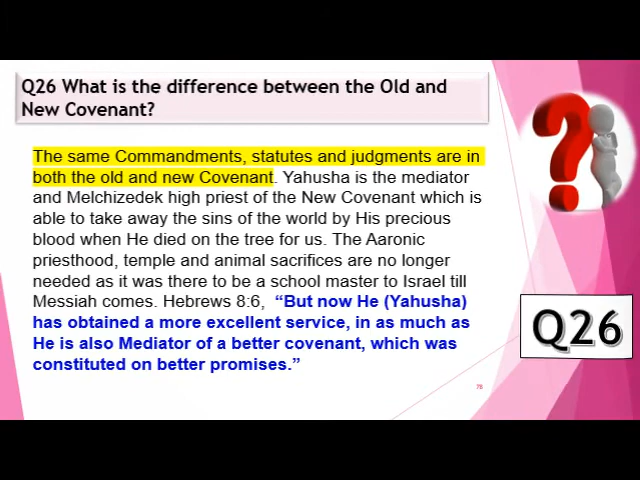 Q26 What is the difference between the Old and
New Covenant?
The same Commandments, statutes and judgments are in
both the old and new Covenant. Yahusha is the mediator
and Melchizedek high priest of the New Covenant which is
able to take away the sins of the world by His precious
blood when He died on the tree for us. The Aaronic
priesthood, temple and animal sacrifices are no longer
needed as it was there to be a school master to Israel till
Messiah comes. Hebrews 8:6, “But now He (Yahusha)
has obtained a more excellent service, in as much as
He is also Mediator of a better covenant, which was
constituted on better promises.”
Q26
78